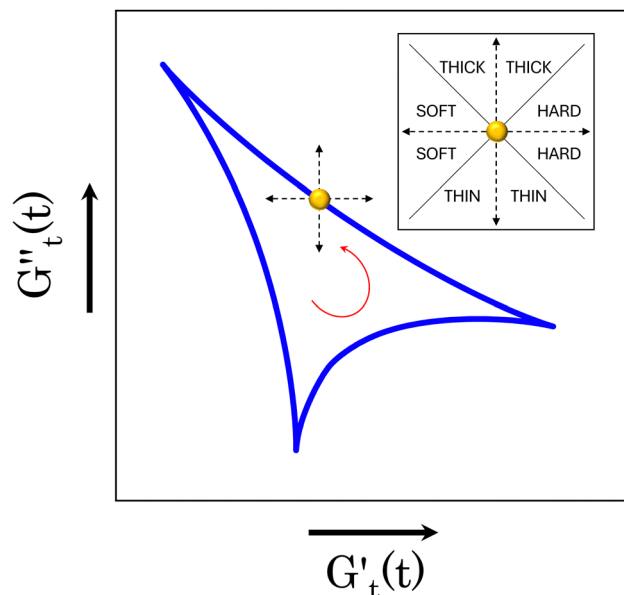 THICK THICK
SOFT HARD
SOFT HARD
THIN THIN
G"t(t)
G't(t)